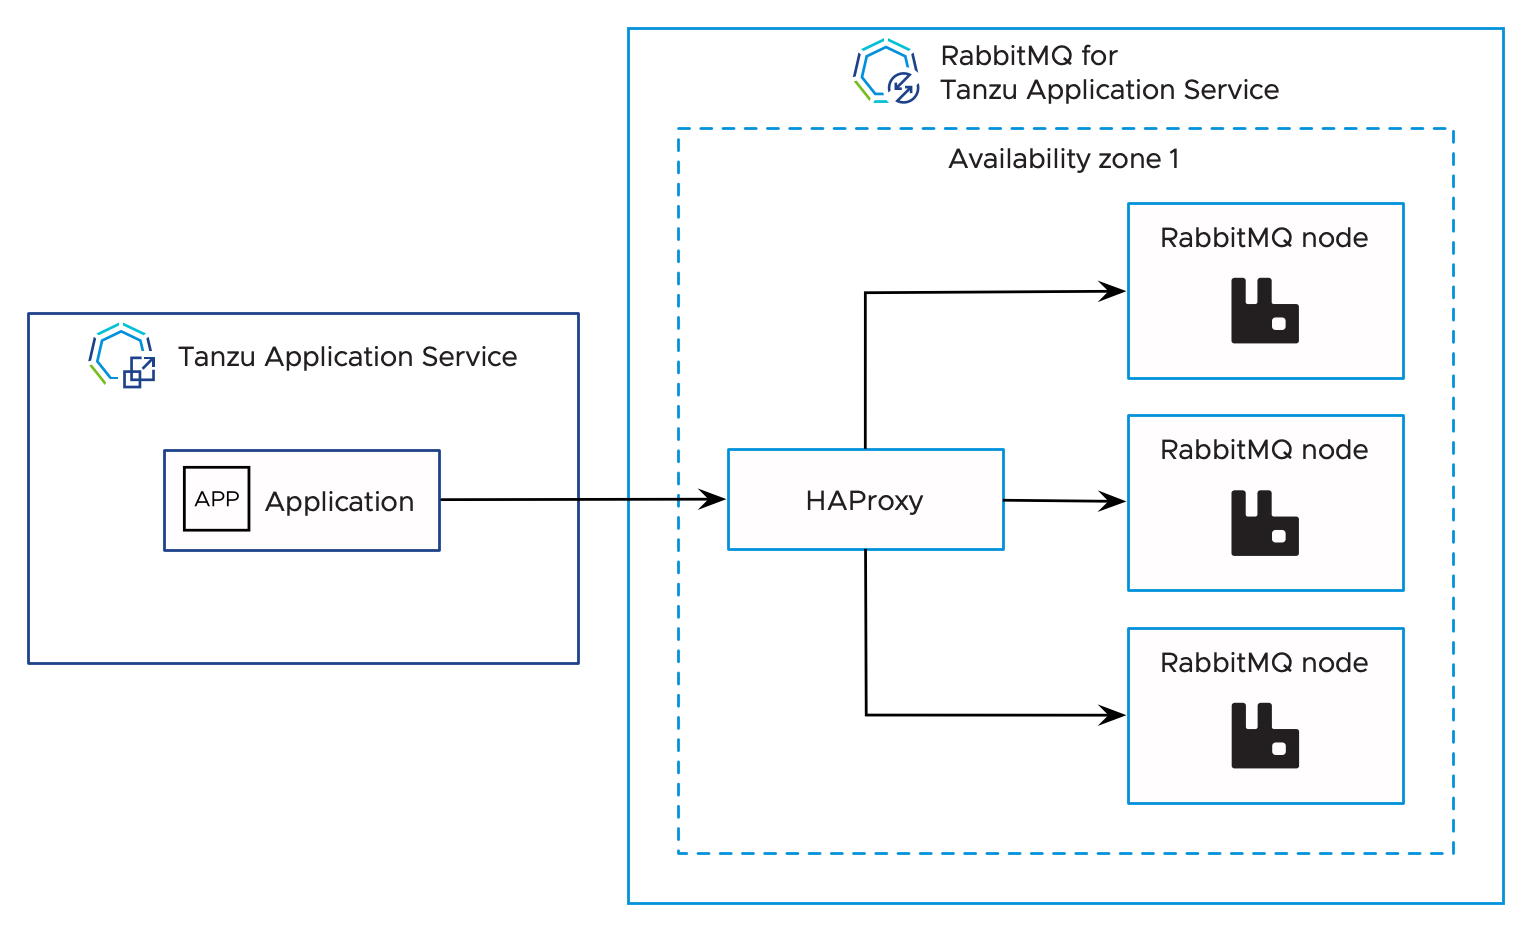 RabbitMQ for
Tanzu Application Service
Availability zone 1
RabbitMQ node
Tanzu Application Service
RabbitMQ node
APP
Application
HAProxy
RabbitMQ node